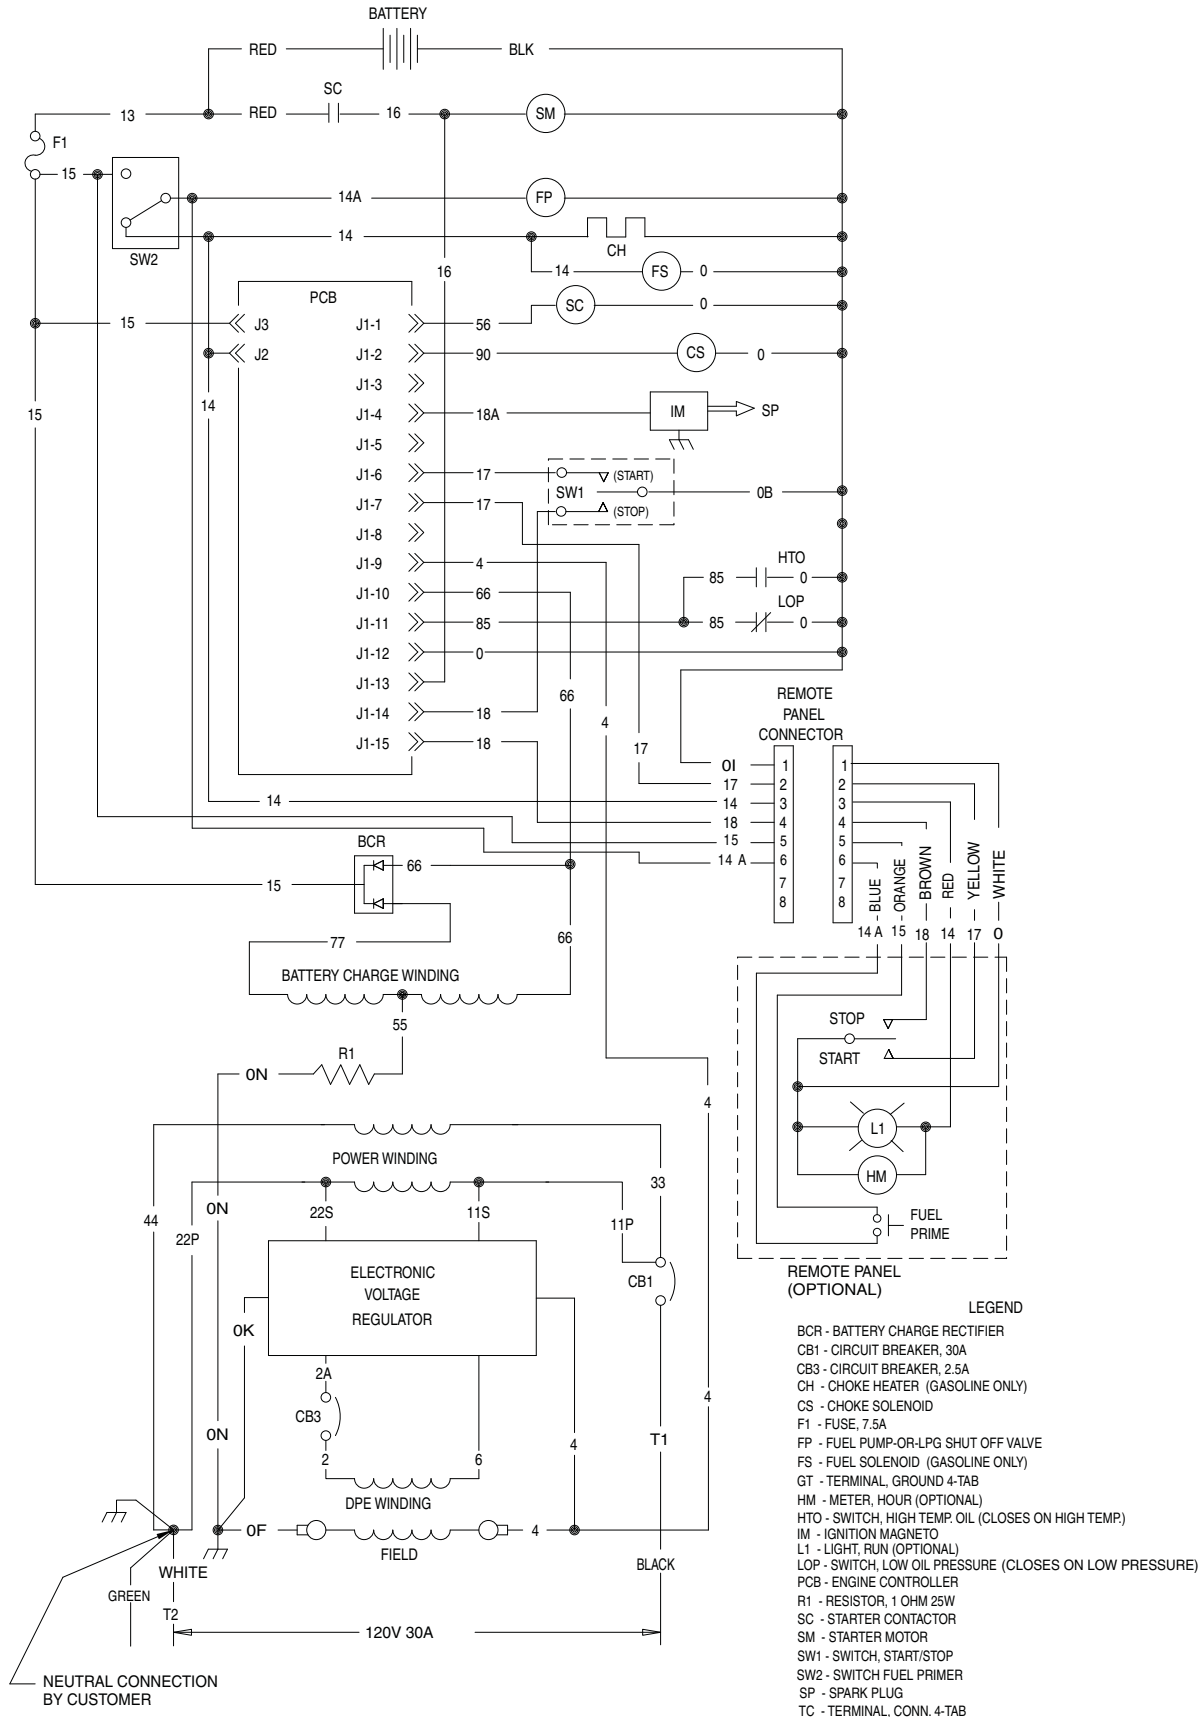 BATTERY
RED
BLK
SC
13
RED
16
SM
F1
15
14A
FP
14
CH
SW2
16
14
FS
0
PCB
SC
0
15
J3
J1-1
56
J2
J1-2
90
CS
0
J1-3
15
14
J1-4
18A
IM
SP
J1-5
J1-6
17
(START)
SW1
0B
J1-7
17
(STOP)
J1-8
HTO
J1-9
4
85
0
J1-10
66
LOP
J1-11
85
85
0
J1-12
0
J1-13
66
REMOTE
PANEL
CONNECTOR
J1-14
18
4
J1-15
18
17
0I
1
1
17
2
2
14
14
3
3
18
4
4
15
5
5
14 A
6
6
7
7
8
8
BCR
66
15
BLUE
ORANGE
BROWN
RED
YELLOW
WHITE
14 A
15
18
14
17
0
77
66
BATTERY CHARGE WINDING
55
STOP
START
R1
0N
4
L1
POWER WINDING
HM
33
0N
22S
11S
44
22P
11P
FUEL
PRIME
ELECTRONIC
VOLTAGE
REGULATOR
CB1
REMOTE PANEL
(OPTIONAL)
0K
2A
CB3
4
0N
T1
2
6
4
DPE WINDING
0F
4
FIELD
WHITE
BLACK
GREEN
T2
120V 30A
NEUTRAL CONNECTION
BY CUSTOMER
LEGEND
BCR - BATTERY CHARGE RECTIFIER
CB1 - CIRCUIT BREAKER, 30A
CB3 - CIRCUIT BREAKER, 2.5A
CH - CHOKE HEATER (GASOLINE ONLY)
CS - CHOKE SOLENOID
F1 - FUSE, 7.5A
FP - FUEL PUMP-OR-LPG SHUT OFF VALVE
FS - FUEL SOLENOID (GASOLINE ONLY)
GT - TERMINAL, GROUND 4-TAB
HM - METER, HOUR (OPTIONAL)
HTO - SWITCH, HIGH TEMP. OIL (CLOSES ON HIGH TEMP.)
IM - IGNITION MAGNETO
L1 - LIGHT, RUN (OPTIONAL)
LOP - SWITCH, LOW OIL PRESSURE (CLOSES ON LOW PRESSURE)
PCB - ENGINE CONTROLLER
R1 - RESISTOR, 1 OHM 25W
SC - STARTER CONTACTOR
SM - STARTER MOTOR
SW1 - SWITCH, START/STOP
SW2 - SWITCH FUEL PRIMER
SP - SPARK PLUG
TC - TERMINAL, CONN. 4-TAB